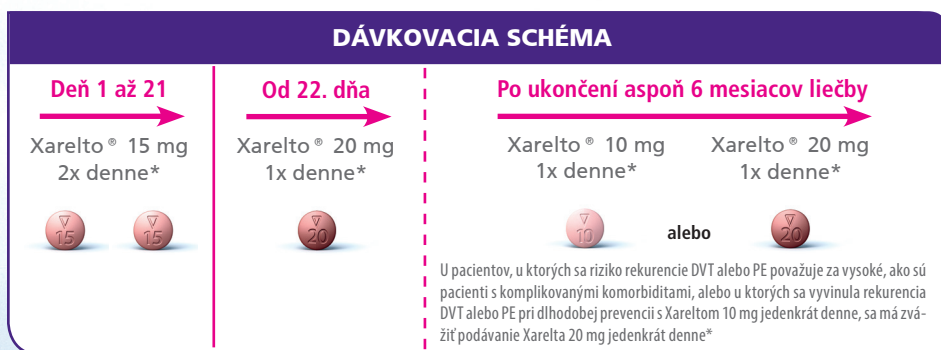 DÁVKOVACIA SCHÉMA
Deň 1 až 21
Xarelto® 15 mg
2x denne*
15
15
Od 22. dňa
Xarelto® 20 mg
1x denne*
20
Po ukončení aspoň 6 mesiacov liečby
Xarelto® 10 mg
1x denne*
10
alebo
Xarelto® 20 mg
1x denne*
20
U pacientov, u ktorých sa riziko rekurencie DVT alebo PE považuje za vysoké, ako sú
pacienti s komplikovanými komorbiditami, alebo u ktorých sa vyvinula rekurencia
DVT alebo PE pri dlhodobej prevencii s Xareltom 10 mg jedenkrát denne, sa má zvá-
žiť podávanie Xarelta 20 mg jedenkrát denne*